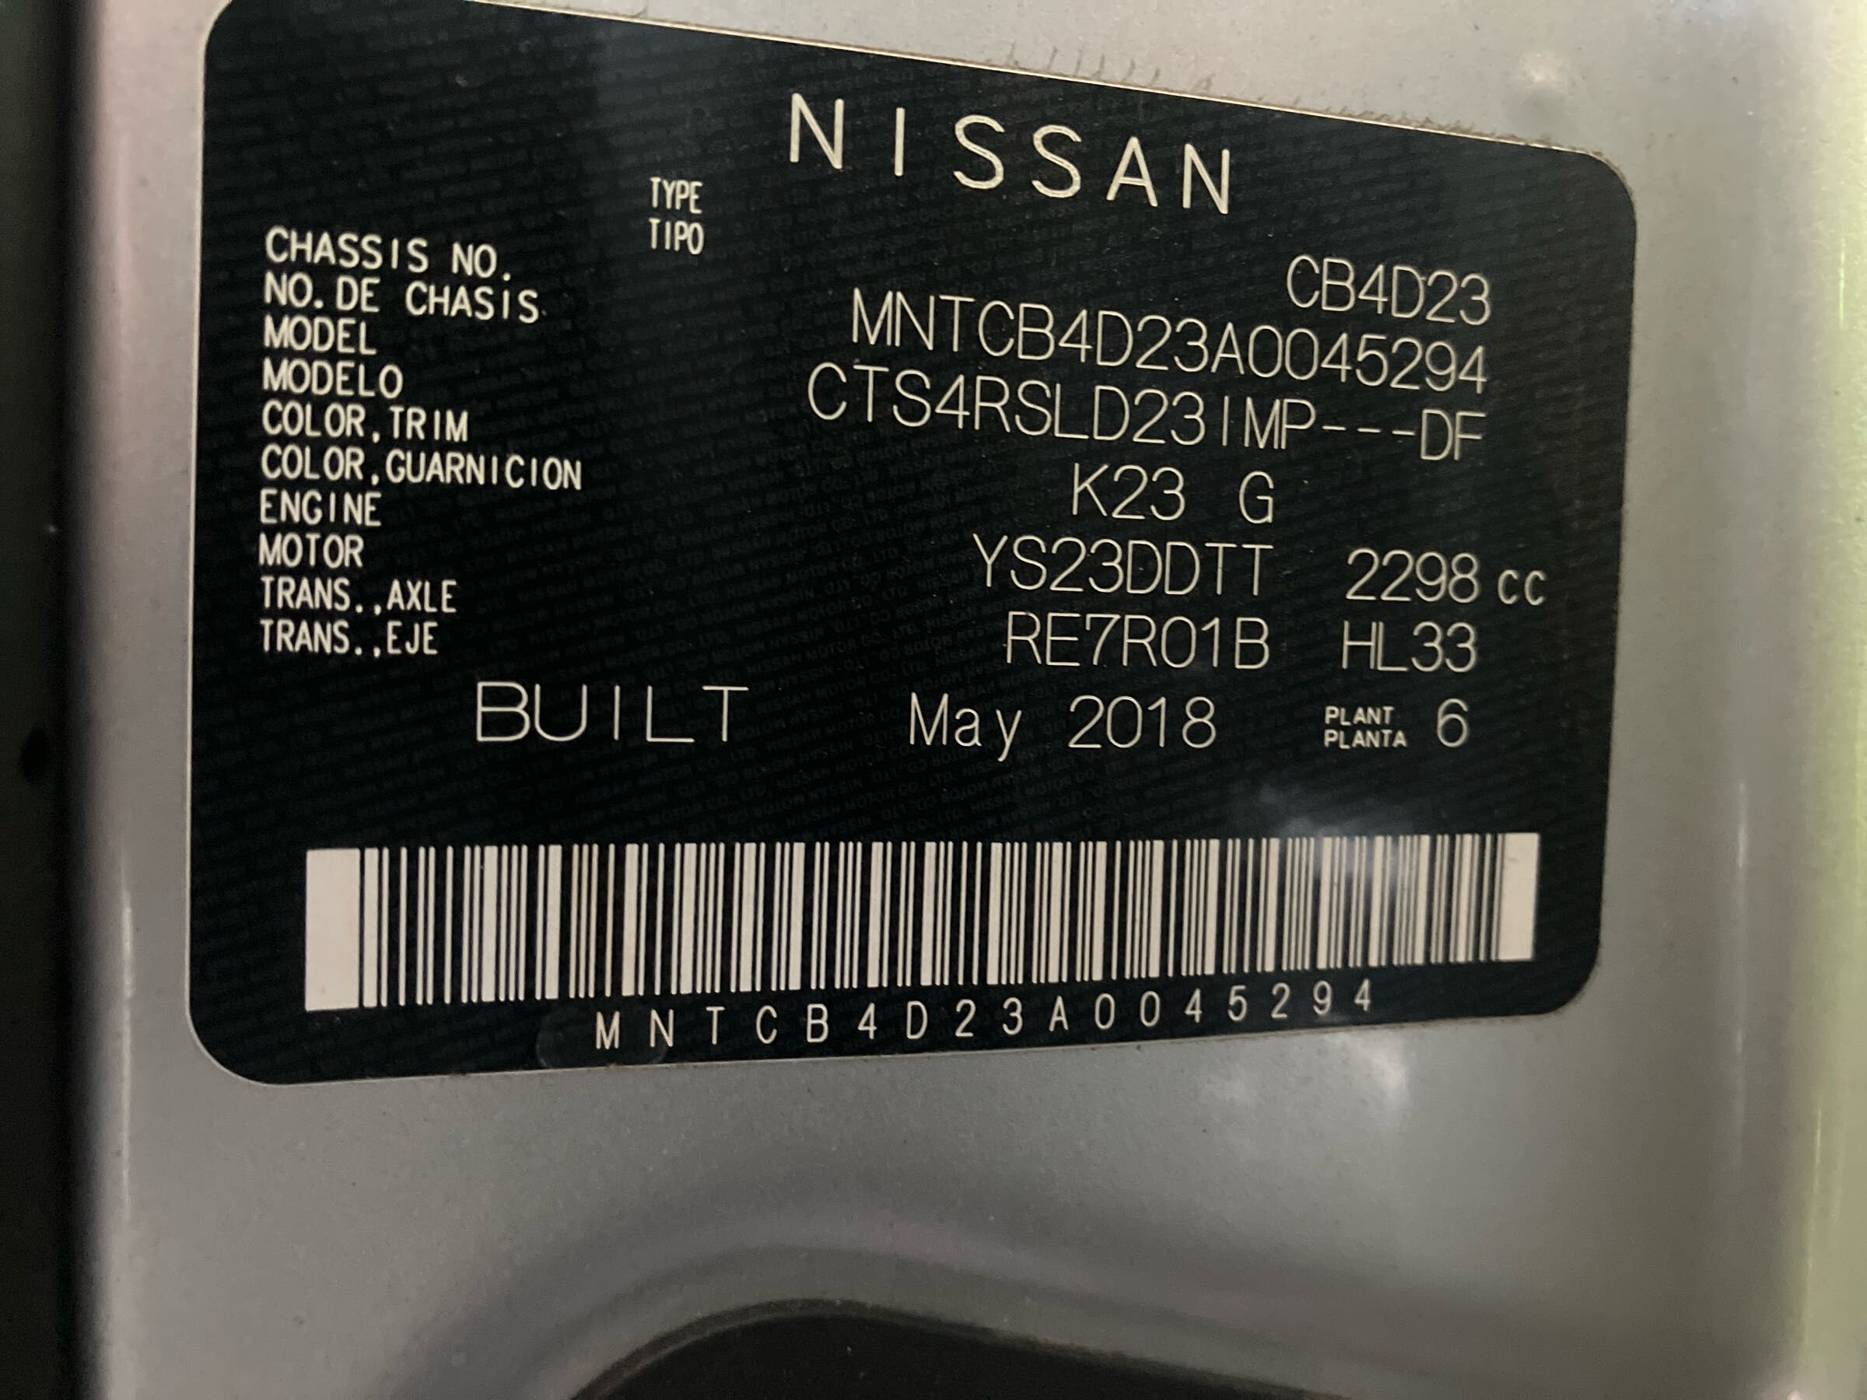 NISSAN
TYPE
TIPO CB4D23
CHASSIS NO.
NO. DE CHASIS MNTCB4D23A0045294
MODEL
MODELO CTS4RSLD23IMP---DF
COLOR,TRIM
COLOR,GUARNICION K23 G
ENGINE
MOTOR YS23DDTT 2298 cc
TRANS.,AXLE
TRANS.,EJE RE7R01B HL33
BUILT May 2018 PLANT
PLANTA 6
MNTCB4D23A0045294